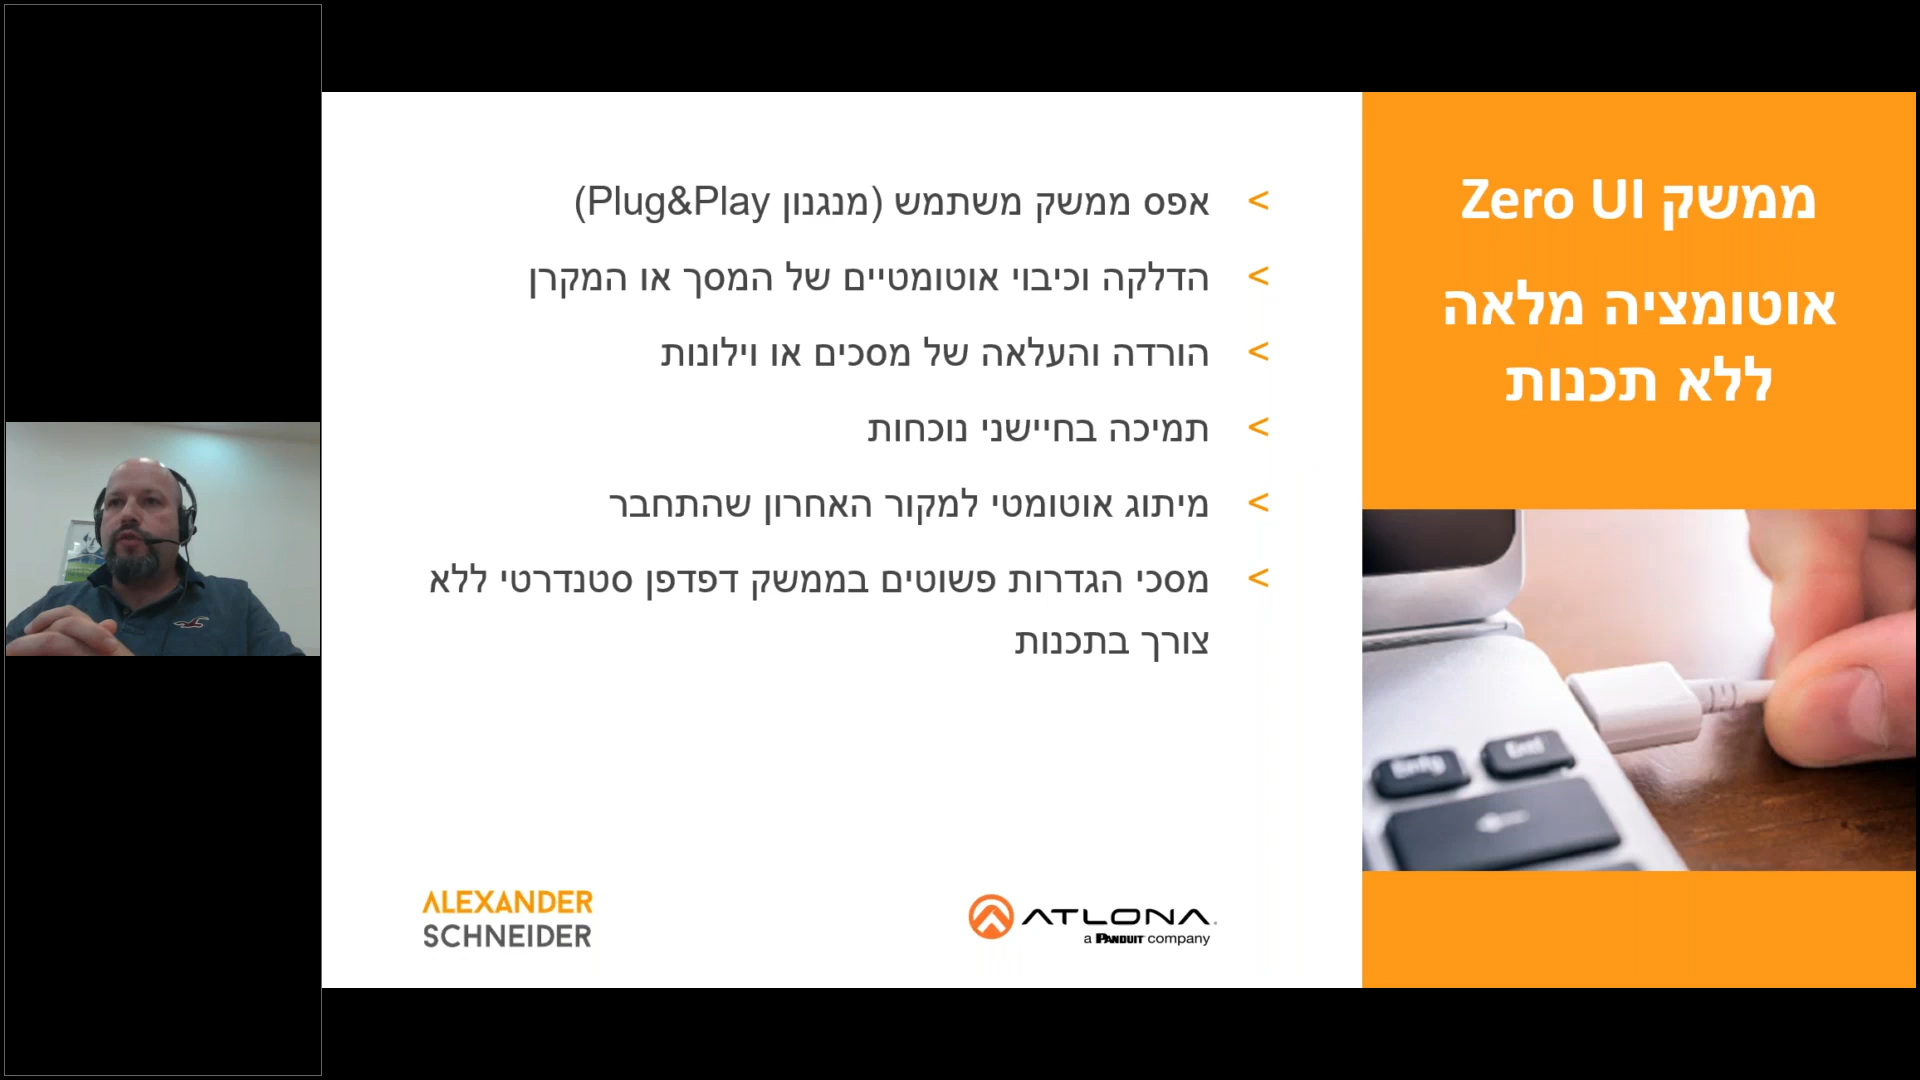 ממשק Zero UI
אוטומציה מלאה
ללא תכנות
< אפס ממשק משתמש (מנגנון Plug&Play)
< הדלקה וכיבוי אוטומטיים של המסך או המקרן
< הורדה והעלאה של מסכים או וילונות
< תמיכה בחיישני נוכחות
< מיתוג אוטומטי למקור האחרון שהתחבר
< מסכי הגדרות פשוטים בממשק דפדפן סטנדרטי ללא
צורך בתכנות
End
ALEXANDER
SCHNEIDER
ATLONA
a PANDUIT company